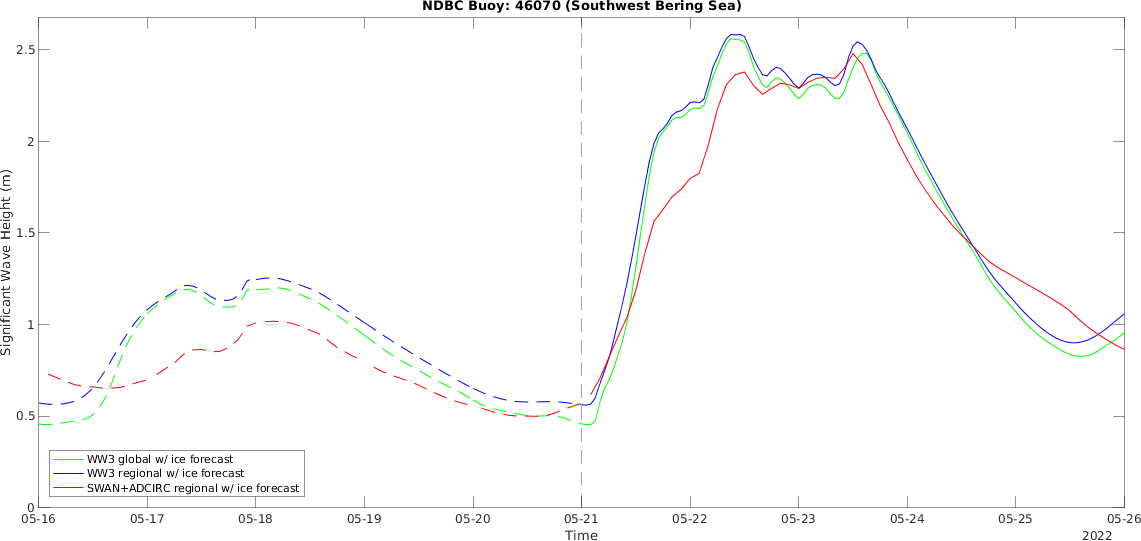 NDBC Buoy: 46070 (Southwest Bering Sea)
Significant Wave Height (m)
2.5
2
1.5
1
0.5
0
WW3 global w/ ice forecast
WW3 regional w/ ice forecast
SWAN+ADCIRC regional w/ ice forecast
05-16 05-17 05-18 05-19 05-20 05-21 05-22 05-23 05-24 05-25 05-26
Time
2022